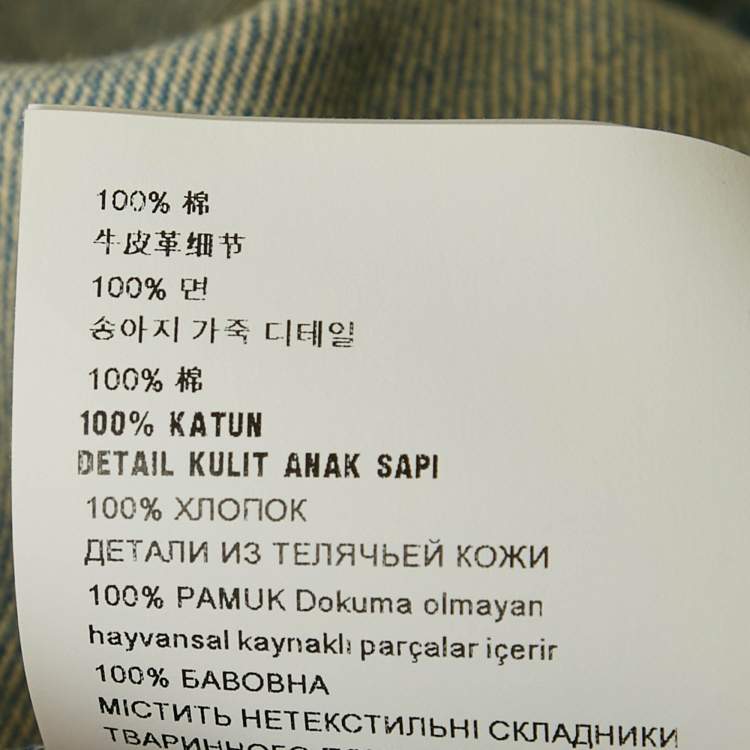 100% 棉
牛皮革细节
100% 면
송아지 가죽 디테일
100% 棉
100% KATUN
DETAIL KULIT ANAK SAPI
100% ХЛОПОК
ДЕТАЛИ ИЗ ТЕЛЯЧЬЕЙ КОЖИ
100% PAMUK Dokuma olmayan
hayvansal kaynaklı parçalar içerir
100% БАВОВНА
МІСТИТЬ НЕТЕКСТИЛЬНІ СКЛАДНИКИ
ТВАРИННОГО